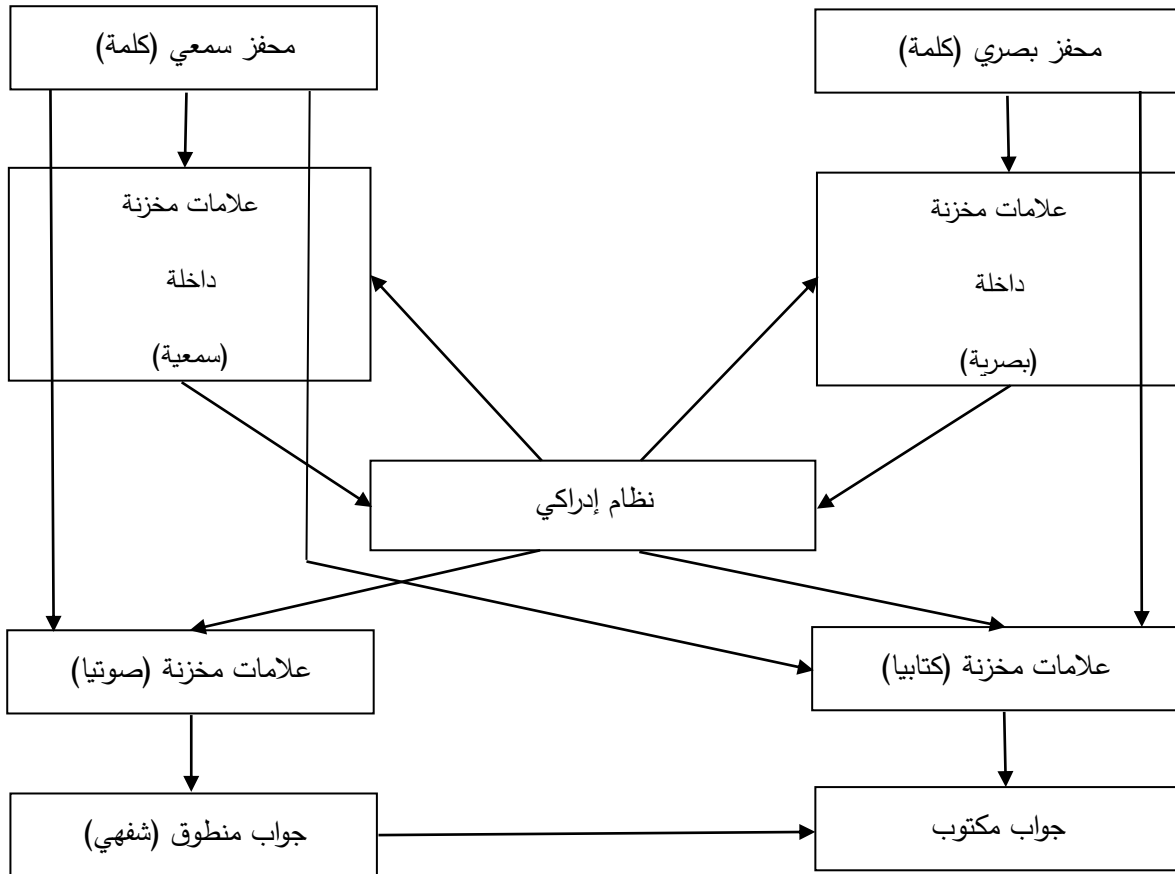 محفز بصري (كلمة)
محفز سمعي (كلمة)
علامات مخزنة
داخلة
(بصرية)
علامات مخزنة
داخلة
(سمعية)
نظام إدراكي
علامات مخزنة (كتابيا)
علامات مخزنة (صوتيا)
جواب مكتوب
جواب منطوق (شفهي)